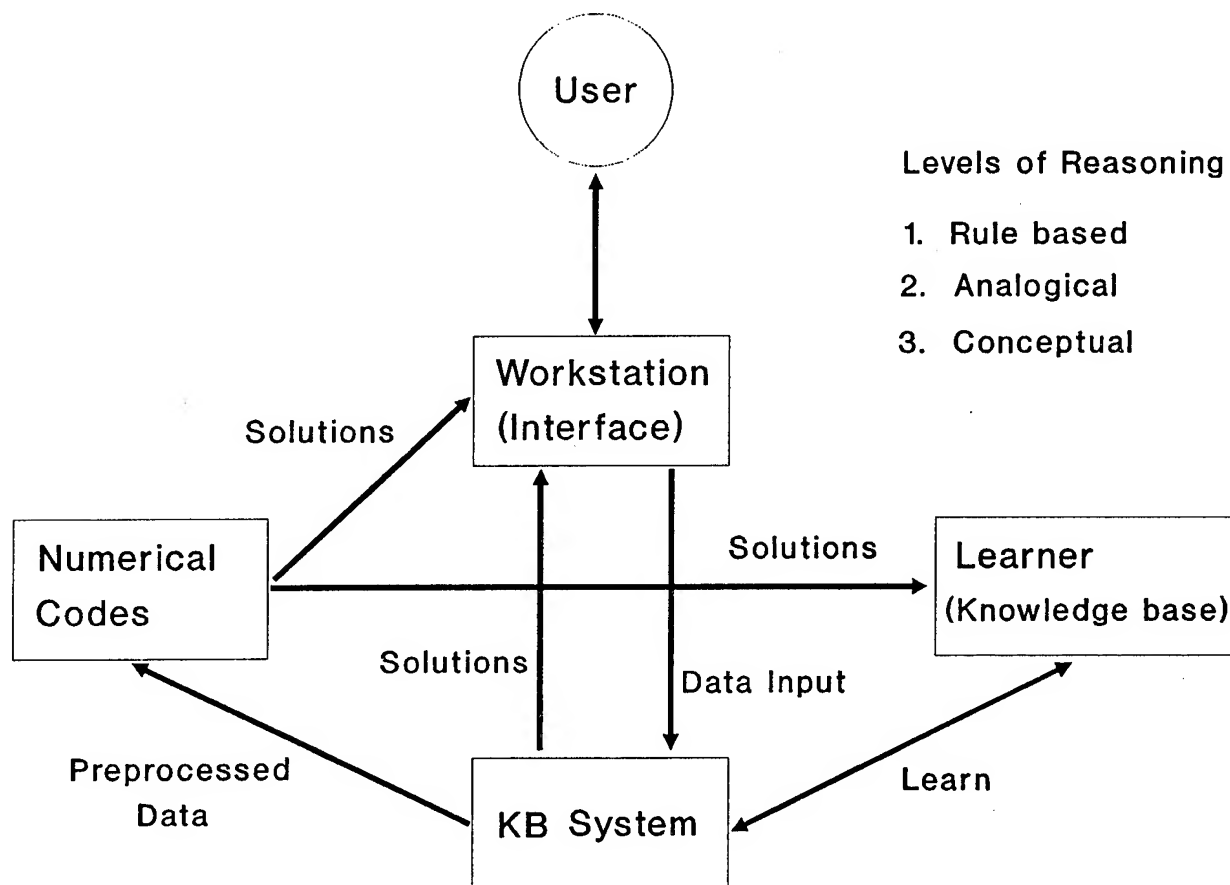 User
Levels of Reasoning
1. Rule based
2. Analogical
3. Conceptual
Workstation
(Interface)
Solutions
Numerical
Codes
Solutions
Learner
(Knowledge base)
Solutions
Data Input
Preprocessed
Data
Learn
KB System